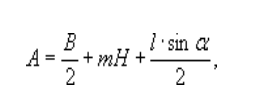 A = B/2 + mH + l·sin α/2,